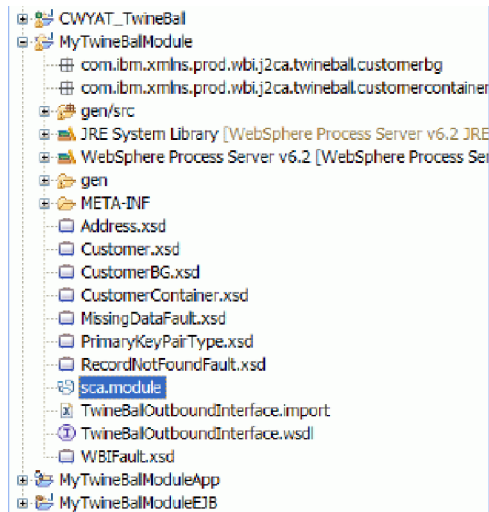 CWYAT_TwineBall
MyTwineBallModule
com.ibm.xmlns.prod.wbi.j2ca.twineball.customerbg
com.ibm.xmlns.prod.wbi.j2ca.twineball.customercontainer
gen/src
JRE System Library [WebSphere Process Server v6.2 JRE
WebSphere Process Server v6.2 [WebSphere Process Ser
gen
META-INF
Address.xsd
Customer.xsd
CustomerBG.xsd
CustomerContainer.xsd
MissingDataFault.xsd
PrimaryKeyPairType.xsd
RecordNotFoundFault.xsd
sca.module
TwineBallOutboundInterface.import
TwineBallOutboundInterface.wsdl
WBIFault.xsd
MyTwineBallModuleApp
MyTwineBallModuleEJB